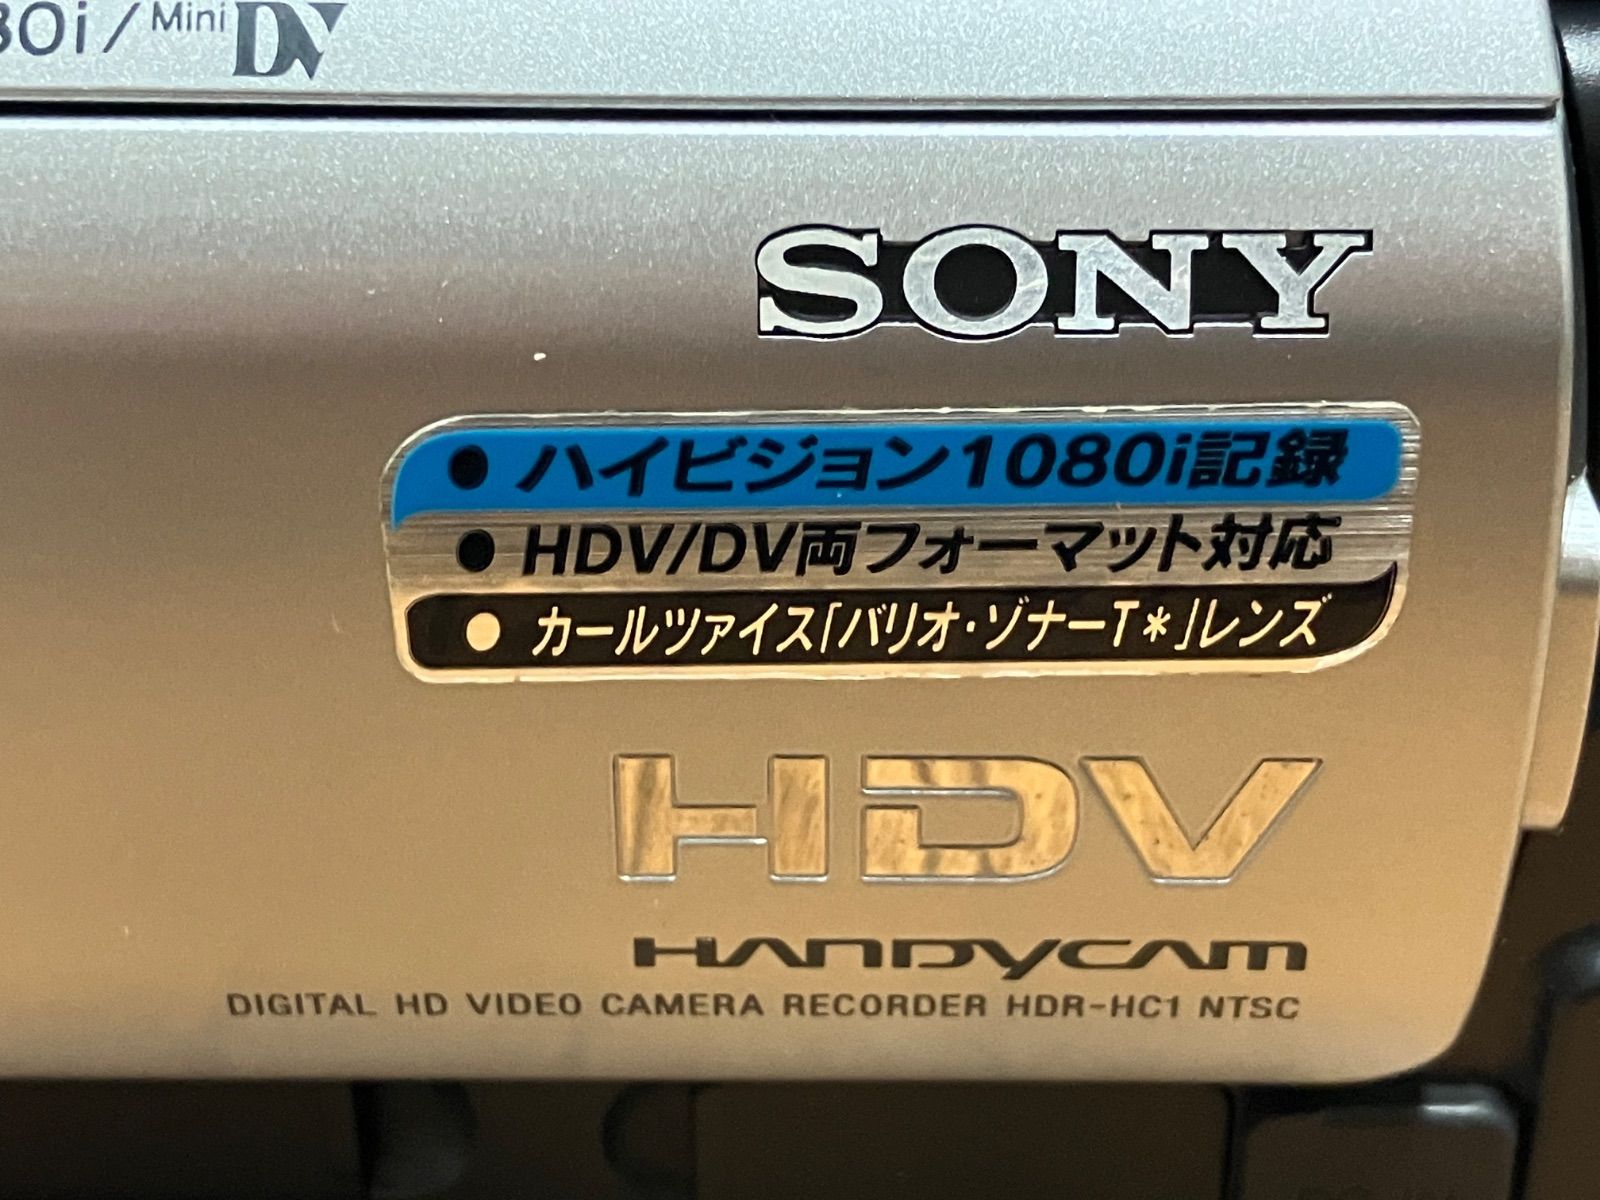 80i/Mini DV
SONY
● ハイビジョン1080i記録
● HDV/DV両フォーマット対応
● カールツァイス「バリオ・ゾナーT*」レンズ
HDV
HANDYCAM
DIGITAL HD VIDEO CAMERA RECORDER HDR-HC1 NTSC